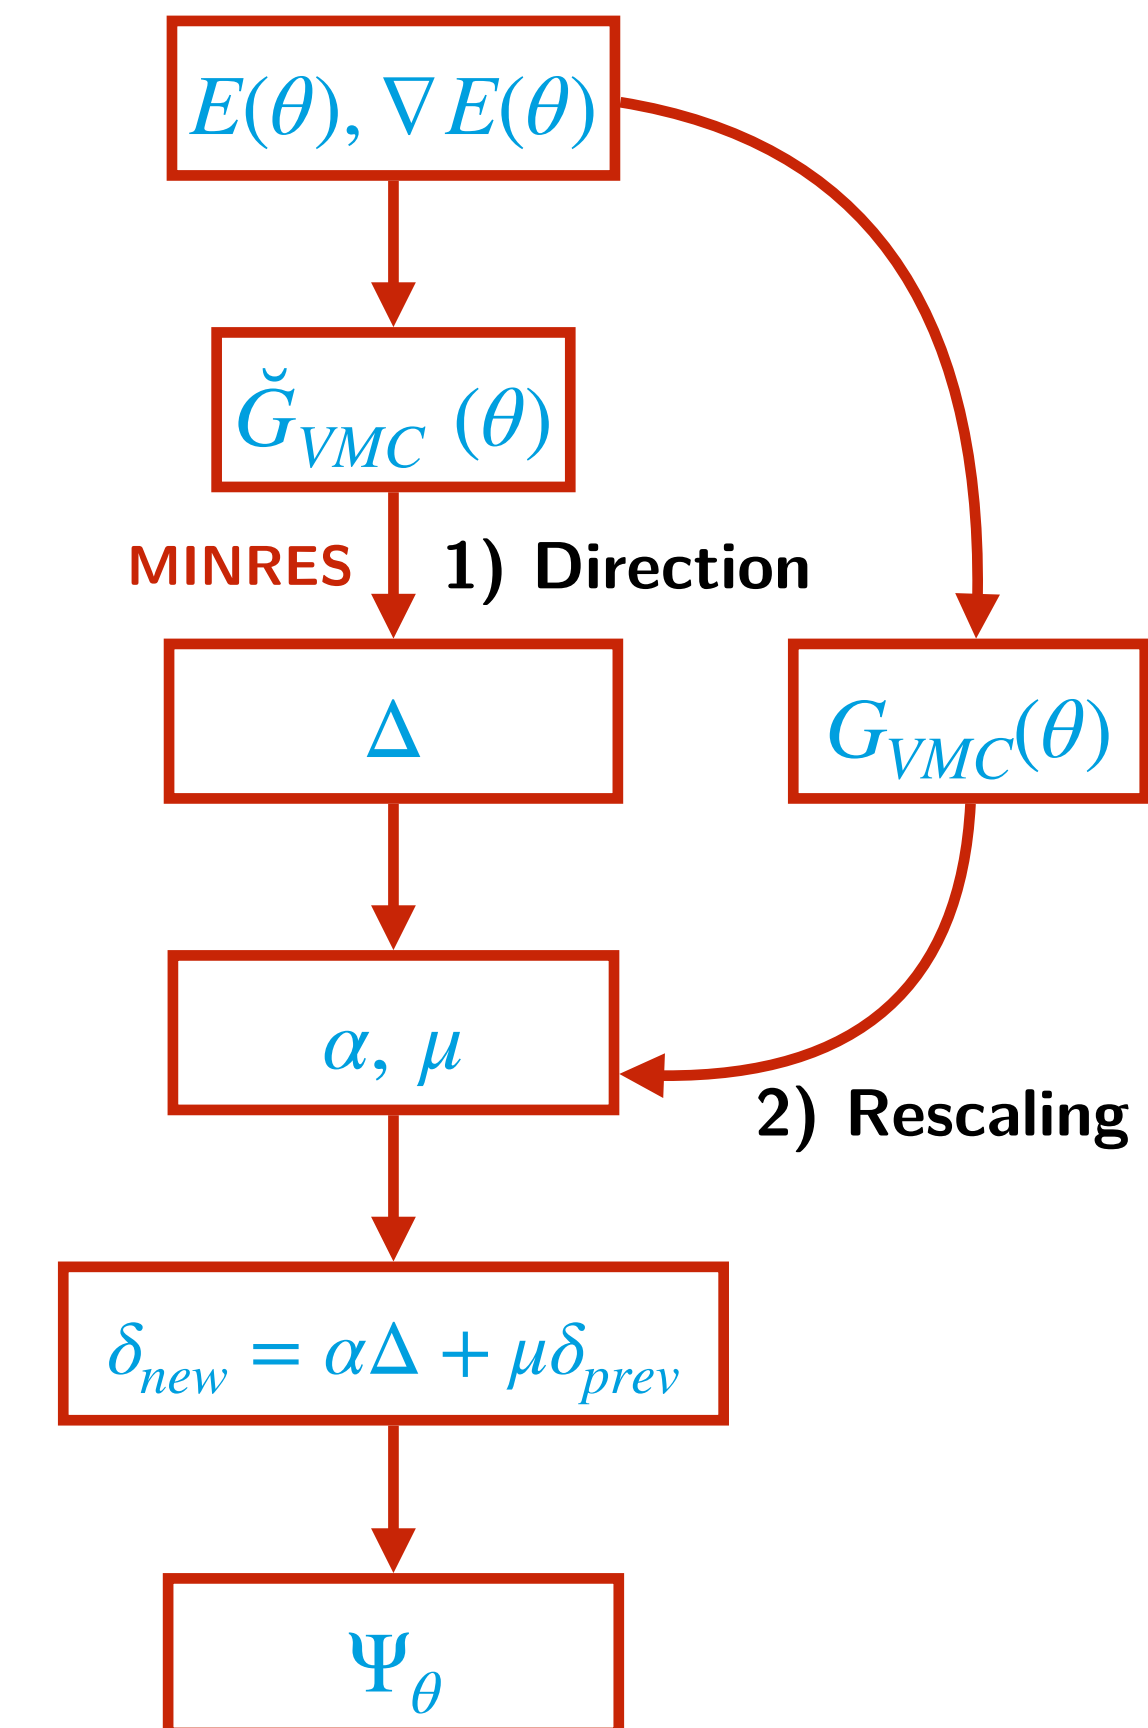 E(θ), ∇E(θ)
Ğ_VMC (θ)
MINRES
1) Direction
Δ
G_VMC(θ)
α, μ
2) Rescaling
δ_new = αΔ + μδ_prev
Ψ_θ